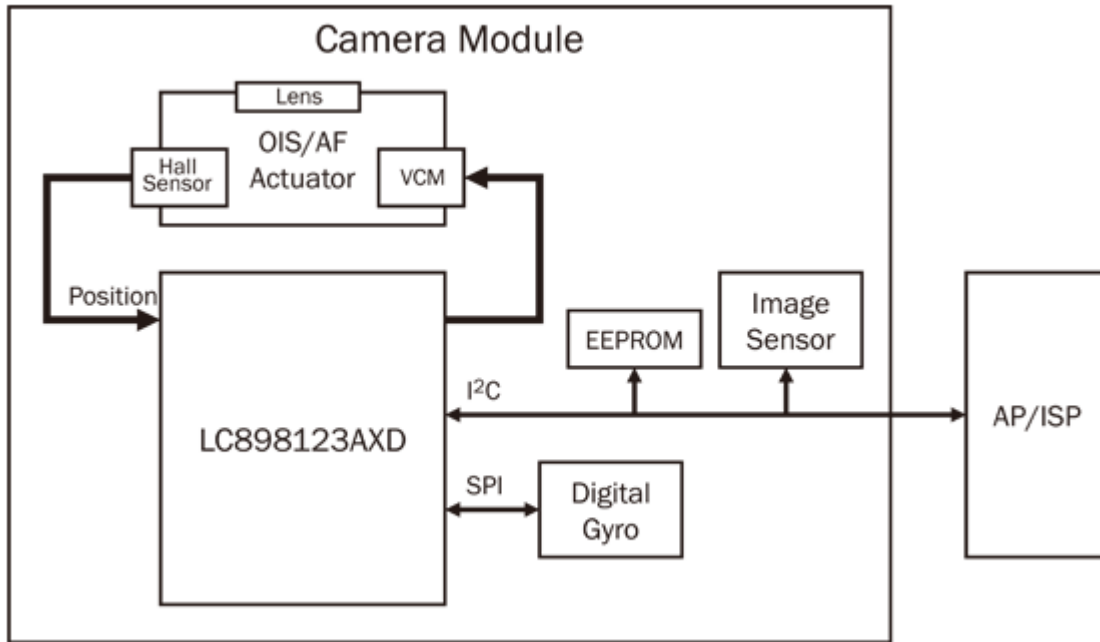 Camera Module
Lens
OIS/AF
Actuator
Hall
Sensor
VCM
Position
LC898123AXD
I²C
SPI
EEPROM
Image
Sensor
Digital
Gyro
AP/ISP